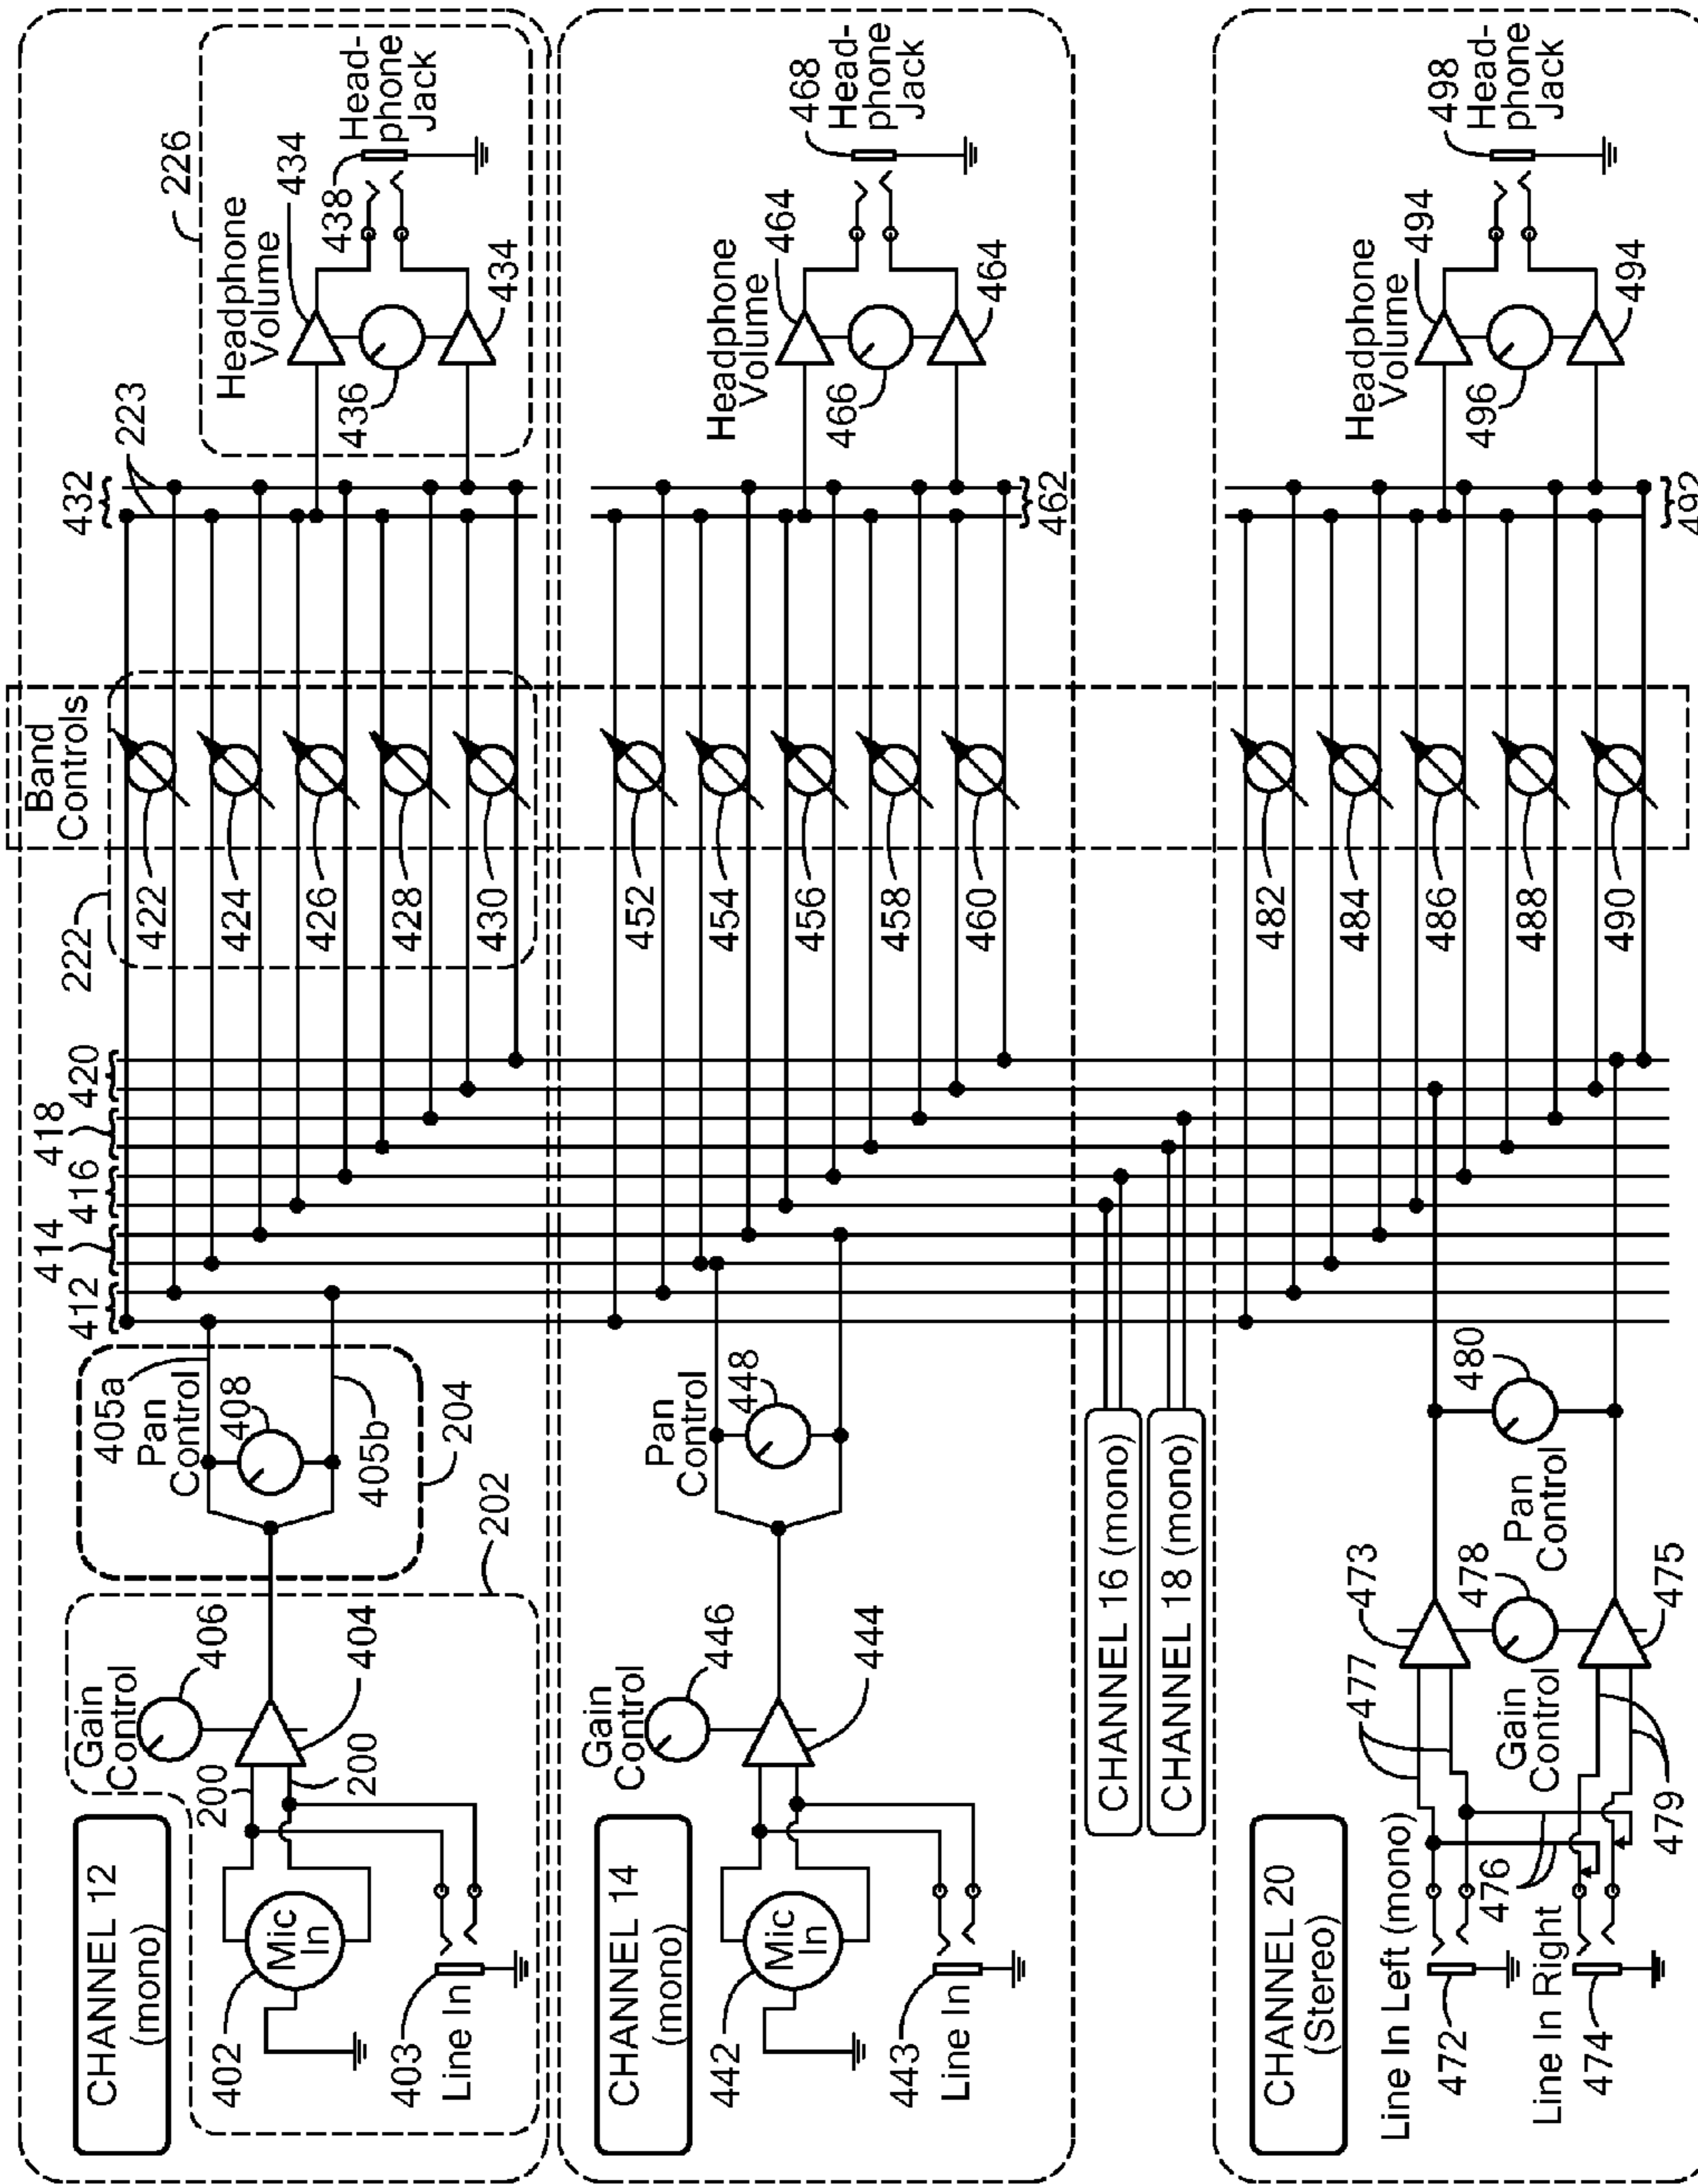 CHANNEL 12
(mono)
Gain
Control
406
200
200
404
Mic
In
402
403
Line In
202
405a
Pan
Control
408
405b
204
412
414
416
418
420
222
Band
Controls
422
424
426
428
430
432
223
226
Headphone
Volume
434
436
434
438
Head-
phone
Jack
CHANNEL 14
(mono)
Gain
Control
446
444
Mic
In
442
443
Line In
Pan
Control
448
452
454
456
458
460
462
Headphone
Volume
464
466
464
468
Head-
phone
Jack
CHANNEL 16 (mono)
CHANNEL 18 (mono)
CHANNEL 20
(Stereo)
Line In Left (mono)
472
476
Line In Right
474
477
473
Gain
Control
478
479
475
Pan
Control
480
482
484
486
488
490
492
Headphone
Volume
494
496
494
498
Head-
phone
Jack